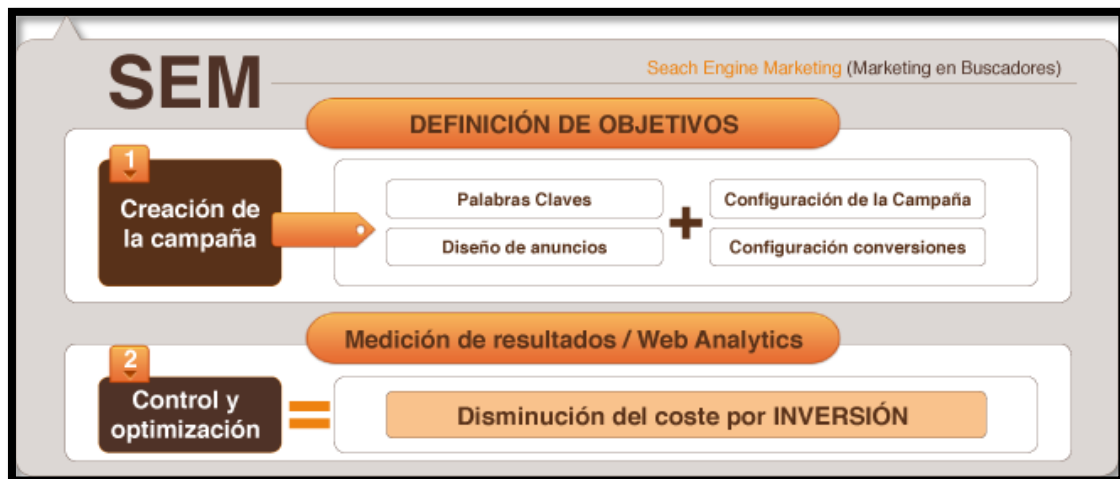 SEM
Seach Engine Marketing (Marketing en Buscadores)
DEFINICIÓN DE OBJETIVOS
1
Creación de
la campaña
Palabras Claves
Diseño de anuncios
+
Configuración de la Campaña
Configuración conversiones
Medición de resultados / Web Analytics
2
Control y
optimización
=
Disminución del coste por INVERSIÓN